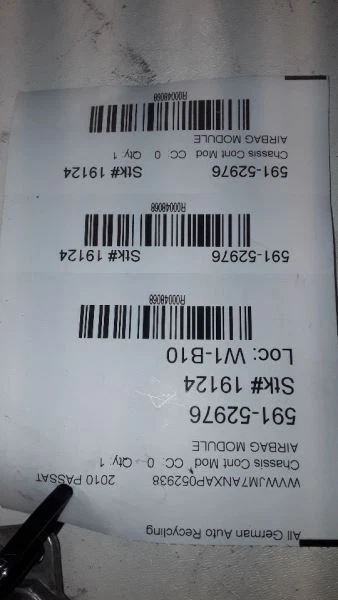 All German Auto Recycling
WVWJM7ANXAP052938 2010 PASSAT
Chassis Cont Mod CC: 0 Qty: 1
AIRBAG MODULE
591-52976
Stk# 19124
Loc: W1-B10
R00048068
591-52976 Stk# 19124
R00048068
591-52976 Stk# 19124
Chassis Cont Mod CC: 0 Qty: 1
AIRBAG MODULE
R00048068